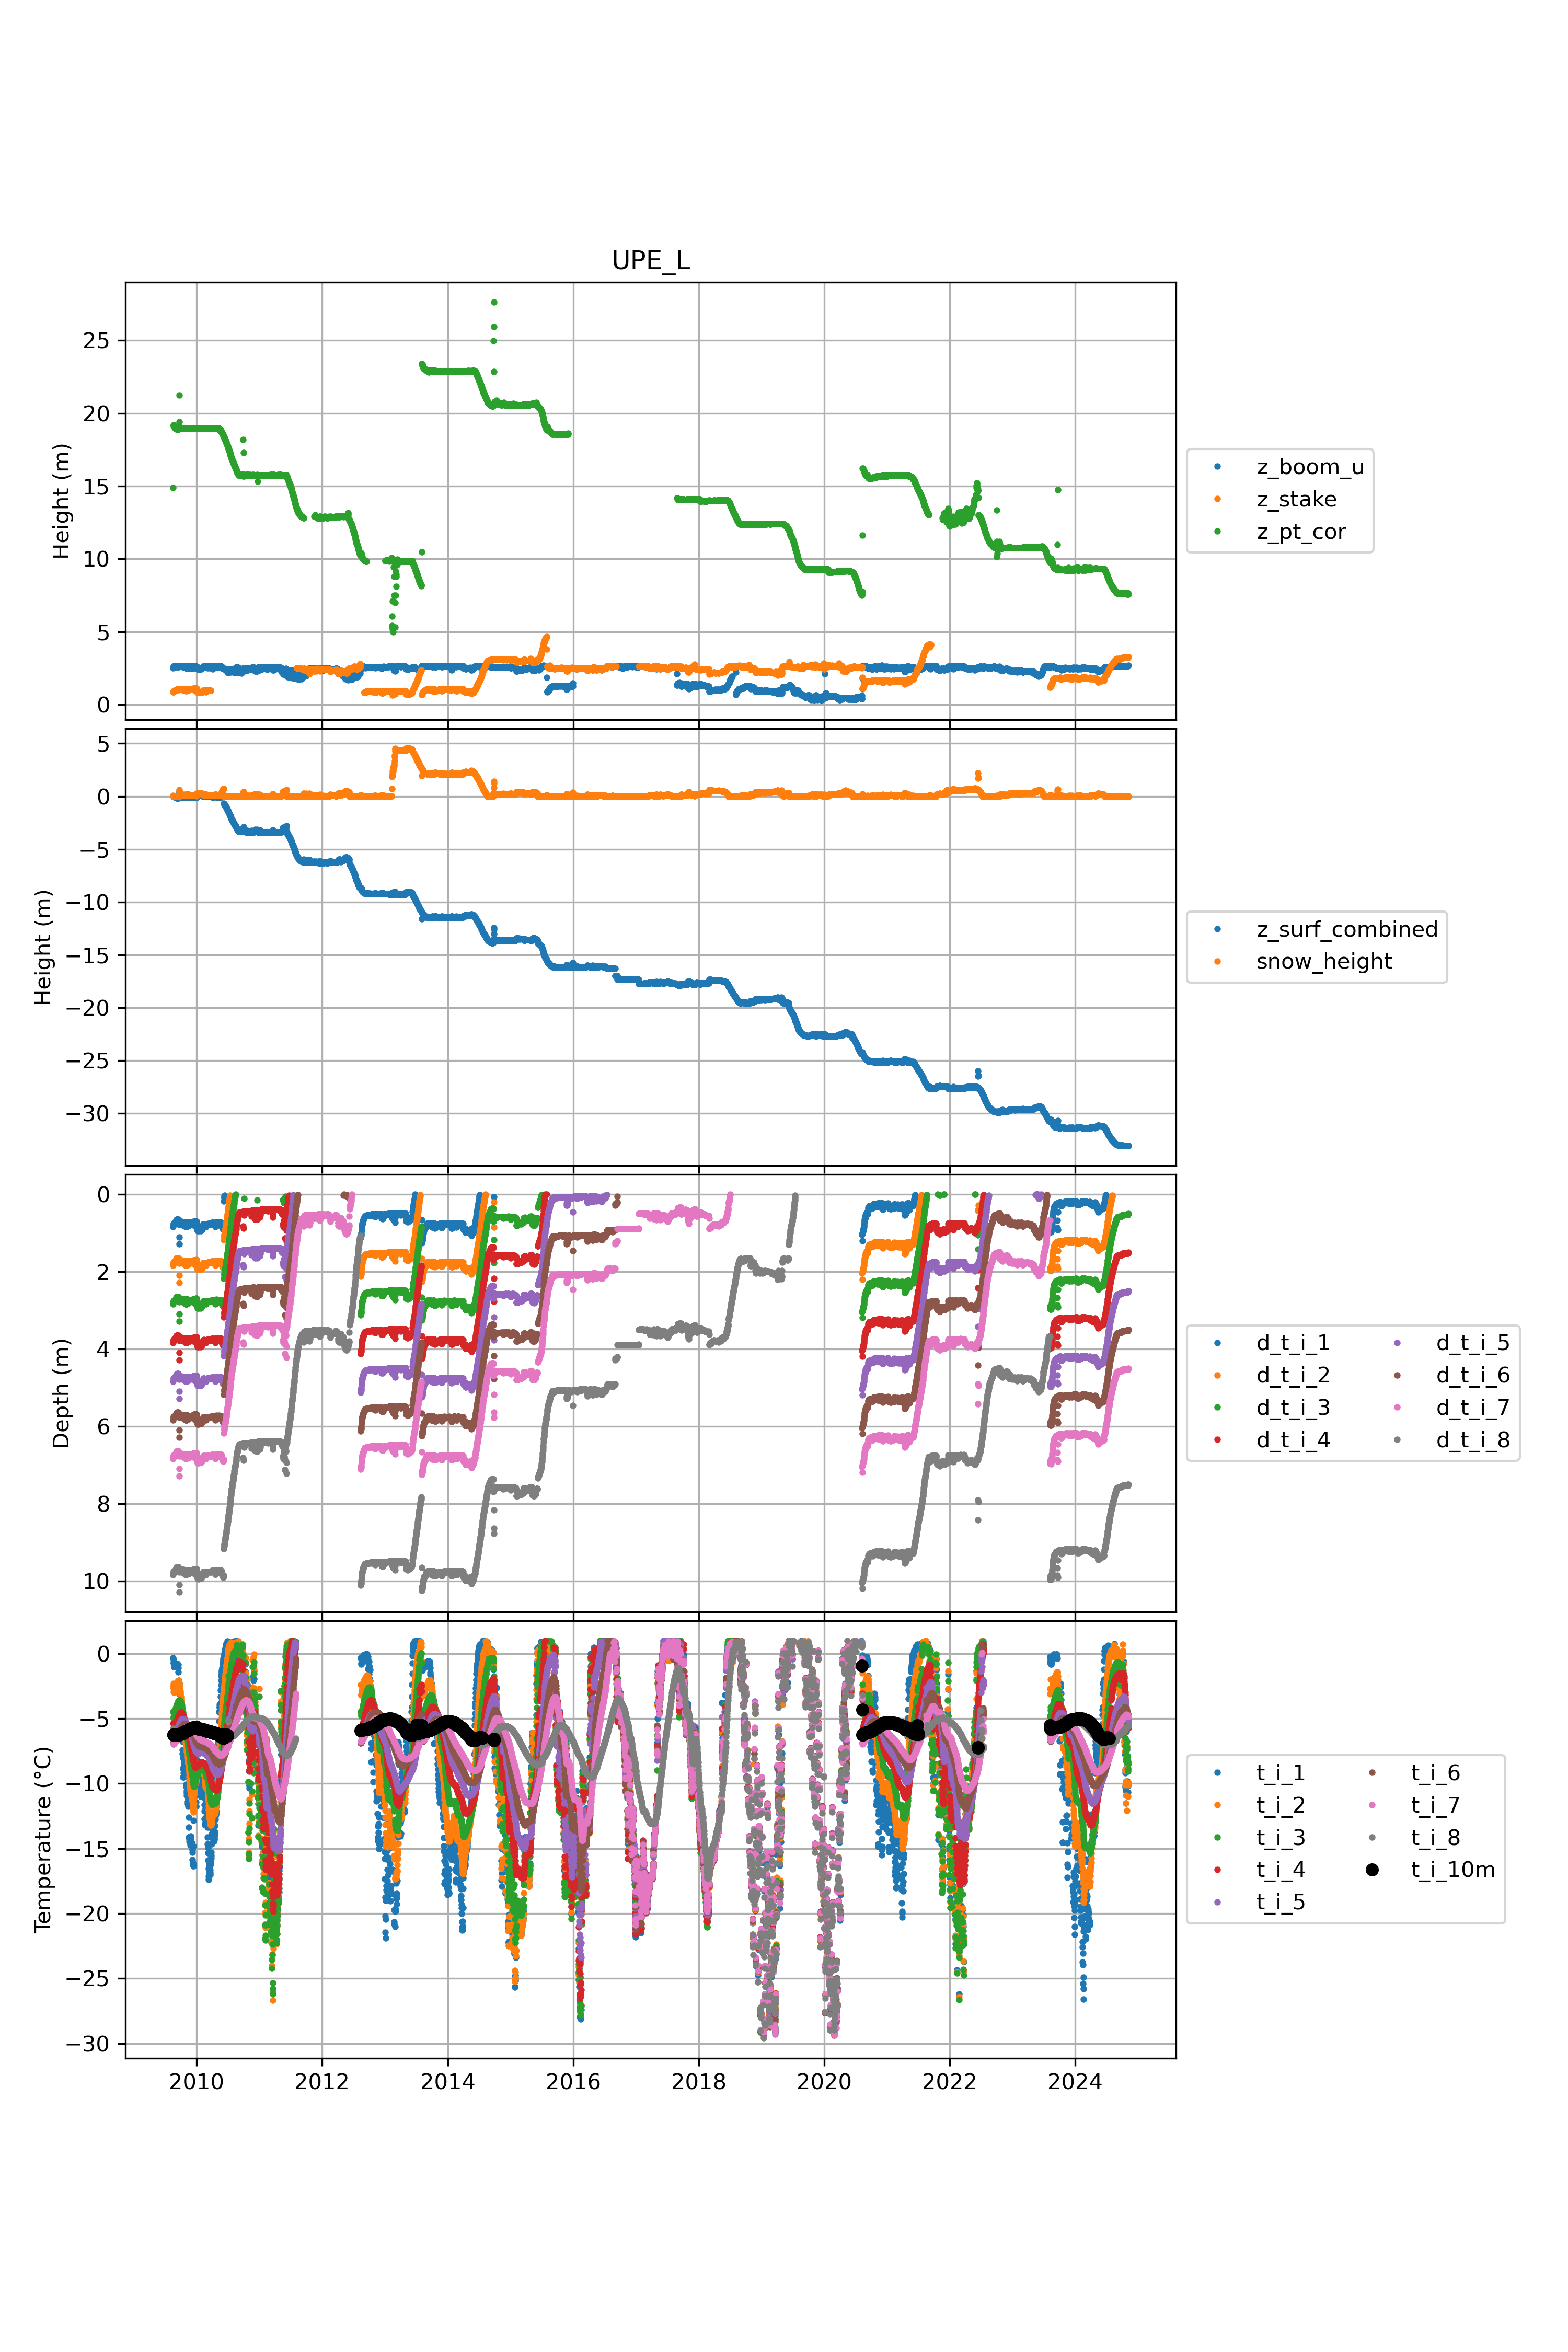 UPE_L
Height (m)
25
20
15
10
5
0
z_boom_u
z_stake
z_pt_cor
Height (m)
5
0
−5
−10
−15
−20
−25
−30
z_surf_combined
snow_height
Depth (m)
0
2
4
6
8
10
d_t_i_1
d_t_i_2
d_t_i_3
d_t_i_4
d_t_i_5
d_t_i_6
d_t_i_7
d_t_i_8
Temperature (°C)
0
−5
−10
−15
−20
−25
−30
t_i_1
t_i_2
t_i_3
t_i_4
t_i_5
t_i_6
t_i_7
t_i_8
t_i_10m
2010 2012 2014 2016 2018 2020 2022 2024